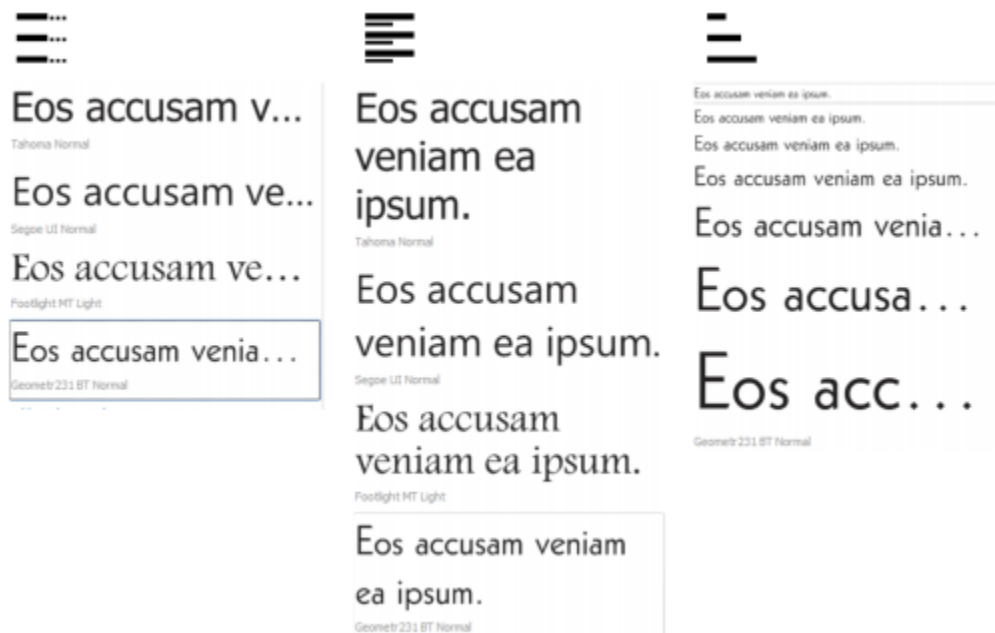 Eos accusam v...
Tahoma Normal
Eos accusam ve...
Segoe UI Normal
Eos accusam ve...
Footlight MT Light
Eos accusam venia...
Geometr231 BT Normal
Eos accusam
veniam ea
ipsum.
Tahoma Normal
Eos accusam
veniam ea ipsum.
Segoe UI Normal
Eos accusam
veniam ea ipsum.
Footlight MT Light
Eos accusam veniam
ea ipsum.
Geometr231 BT Normal
Eos accusam veniam ea ipsum.
Eos accusam veniam ea ipsum.
Eos accusam veniam ea ipsum.
Eos accusam veniam ea ipsum.
Eos accusam venia...
Eos accusa...
Eos acc...
Geometr231 BT Normal